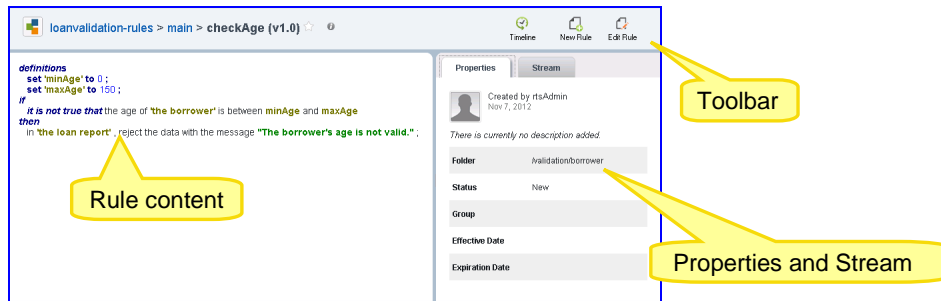 loanvalidation-rules > main > checkAge (v1.0)
Timeline New Rule Edit Rule
definitions
set 'minAge' to 0 ;
set 'maxAge' to 150 ;
if
it is not true that the age of 'the borrower' is between minAge and maxAge
then
in 'the loan report' , reject the data with the message "The borrower's age is not valid." ;
Rule content
Properties Stream
Created by rtsAdmin
Nov 7, 2012
There is currently no description added.
Folder /validation/borrower
Status New
Group
Effective Date
Expiration Date
Toolbar
Properties and Stream